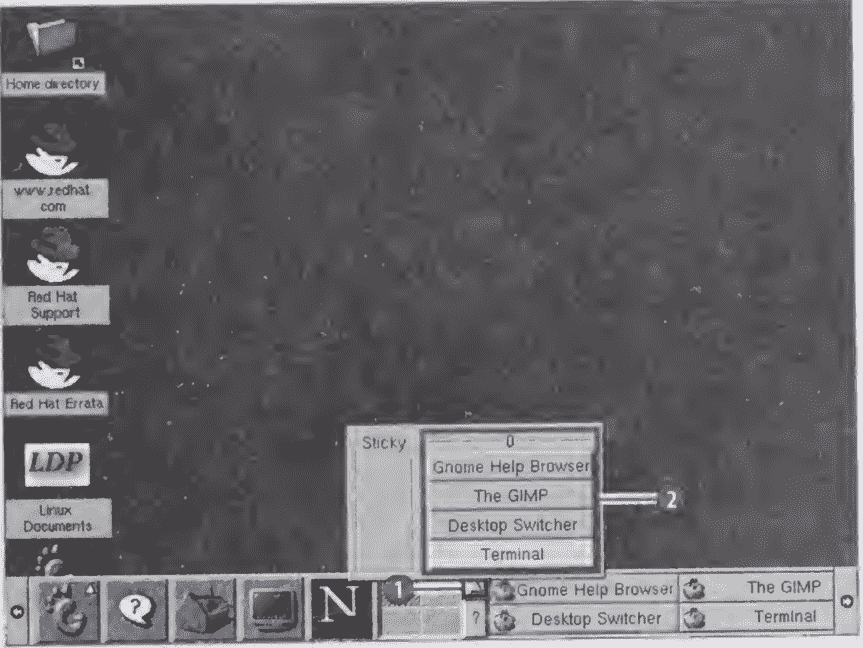 Home directory
www.redhat.
com
Red Hat
Support
Red Hat Errata
LDP
Linux
Documents
Sticky
0
Gnome Help Browser
The GIMP
2
Desktop Switcher
Terminal
?
N
1
Gnome Help Browser
The GIMP
?
Desktop Switcher
Terminal